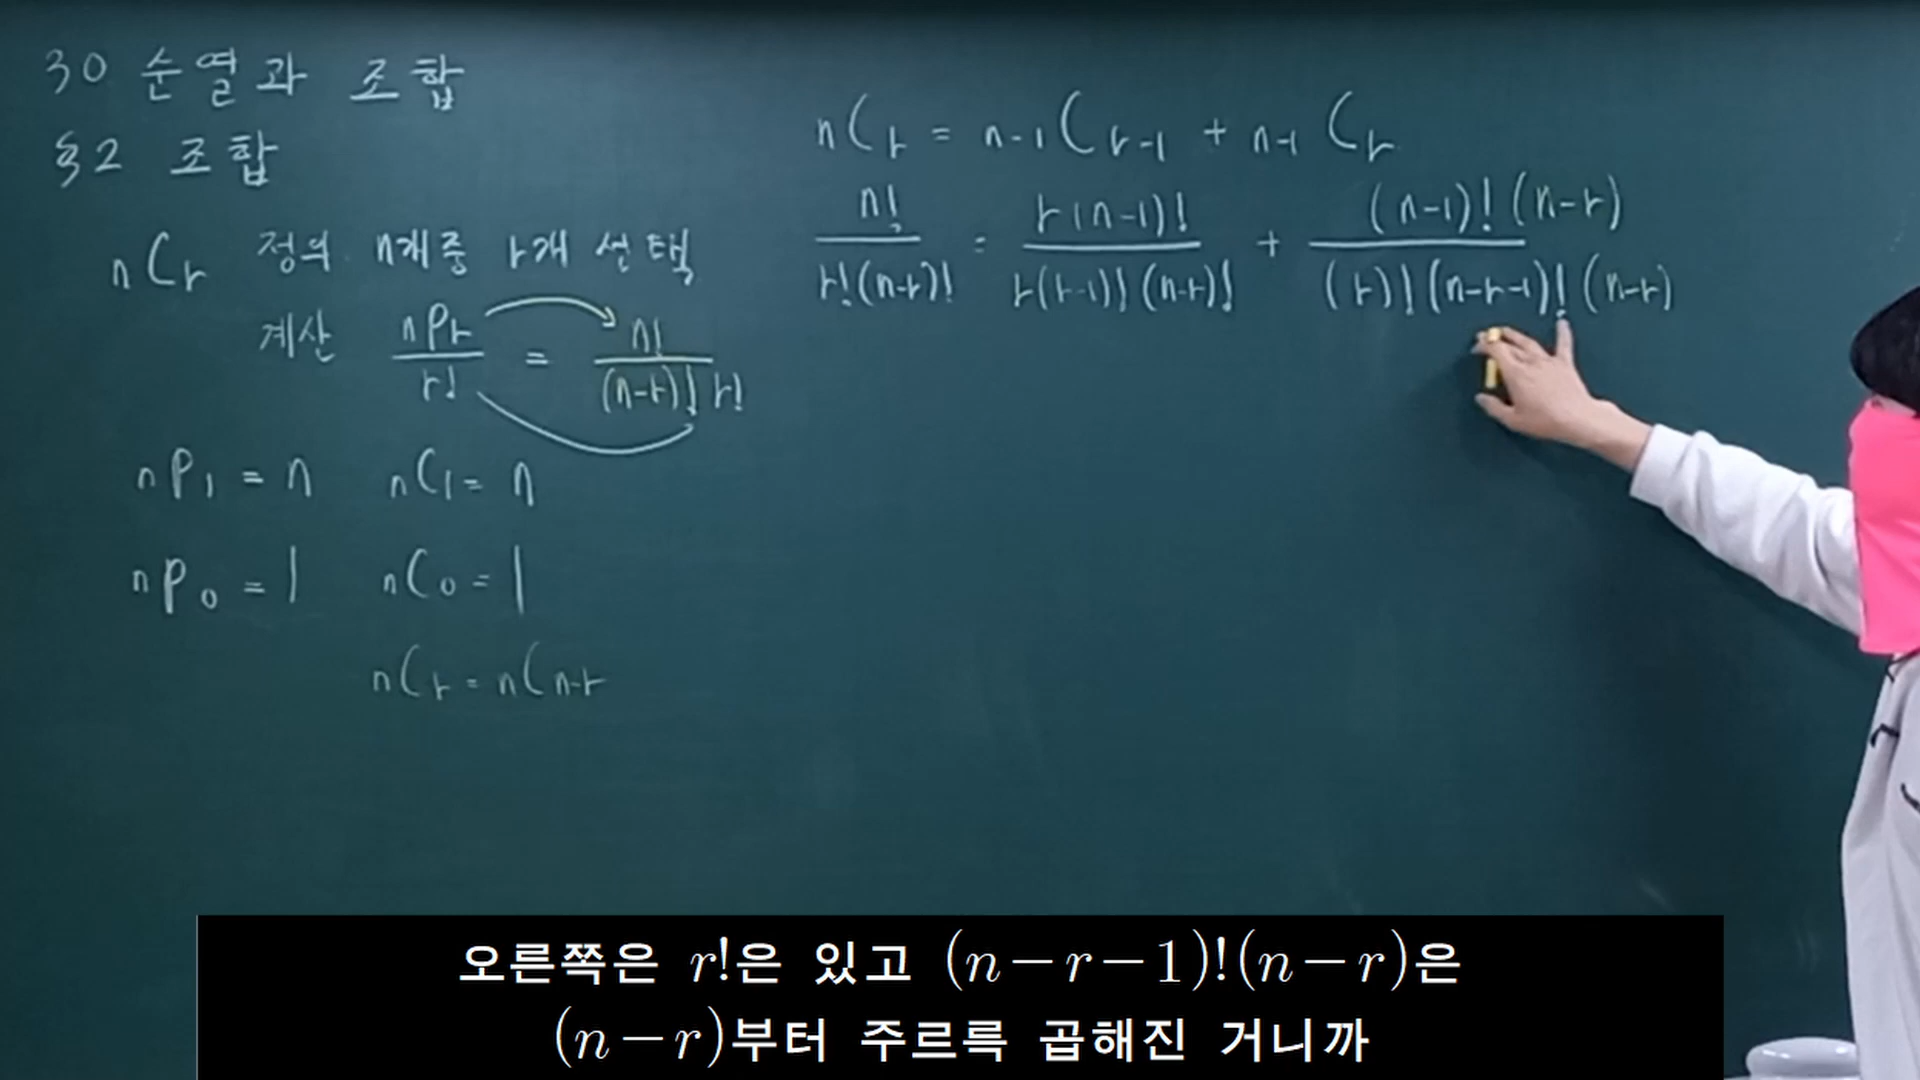 30 순열과 조합
§2 조합
nCr 정의 n개중 r개 선택
계산 nPr/r! = n!/(n-r)! r!
nP1 = n nC1 = n
nP0 = 1 nC0 = 1
nCr = nCn-r
nCr = n-1Cr-1 + n-1Cr
n!/r!(n-r)! = r(n-1)!/r(r-1)!(n-r)! + (n-1)!(n-r)/(r)!(n-r-1)!(n-r)
오른쪽은 r!은 있고 (n-r-1)!(n-r)은
(n-r)부터 주르륵 곱해진 거니까